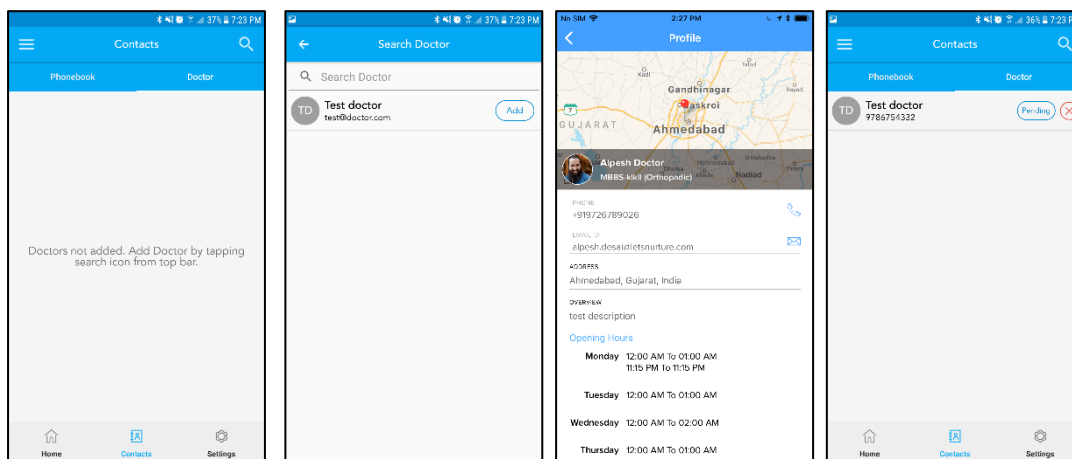 37% 7:23 PM
Contacts
Phonebook Doctor
Doctors not added. Add Doctor by tapping
search icon from top bar.
Home Contacts Settings
37% 7:23 PM
Search Doctor
Search Doctor
TD Test doctor Add
test@doctor.com
No SIM 2:27 PM
Profile
Kadi
Gandhinagar
Bayad
7
GUJARAT
Ahmedabad
Alpesh Doctor
MBBS-kikii (Orthopadic)
Nadiad
PHONE
+919726789026
EMAIL ID
alpesh.desai@letsnurture.com
ADDRESS
Ahmedabad, Gujarat, India
OVERVIEW
test description
Opening Hours
Monday 12:00 AM To 01:00 AM
11:15 PM To 11:15 PM
Tuesday 12:00 AM To 01:00 AM
Wednesday 12:00 AM To 02:00 AM
Thursday 12:00 AM To 01:00 AM
36% 7:23 P
Contacts
Phonebook Doctor
TD Test doctor Pending
9786754332
Home Contacts Settings